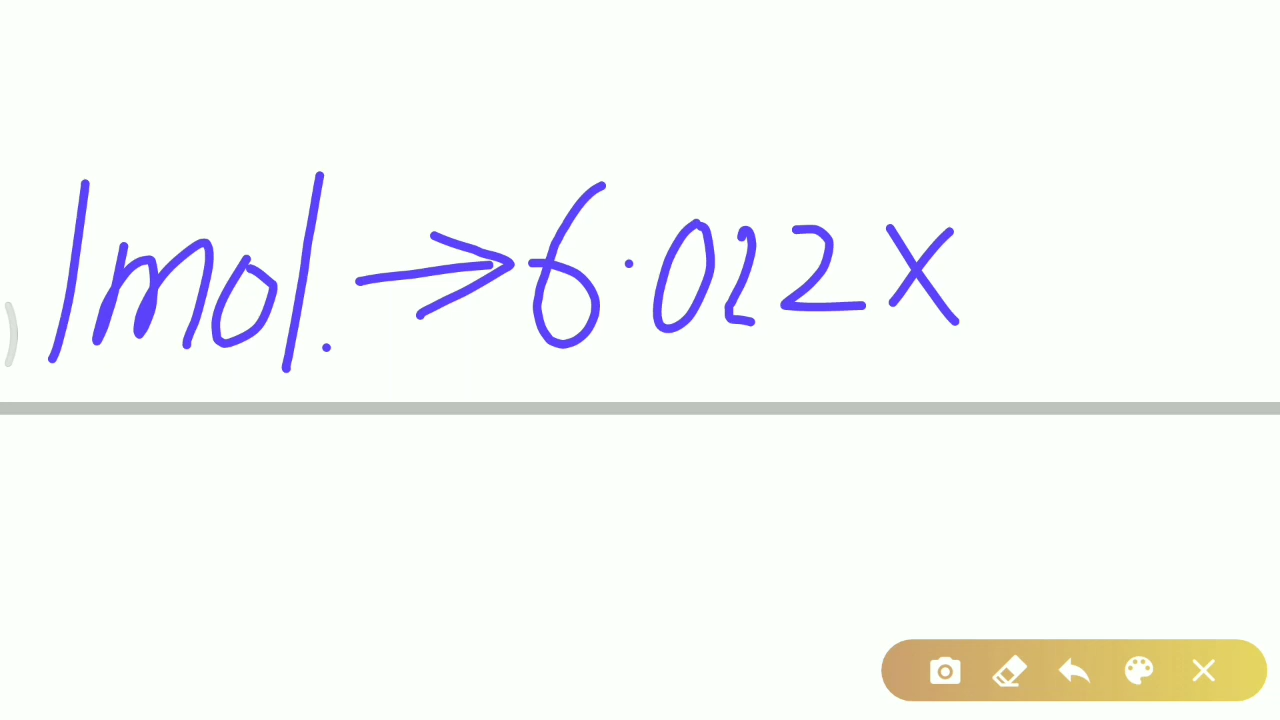 1mol. → 6.022 x